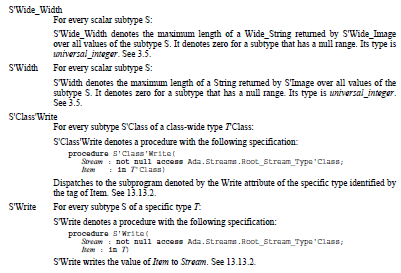 S'Wide_Width
For every scalar subtype S:
S'Wide_Width denotes the maximum length of a Wide_String returned by S'Wide_Image
over all values of the subtype S. It denotes zero for a subtype that has a null range. Its type is
universal_integer. See 3.5.
S'Width For every scalar subtype S:
S'Width denotes the maximum length of a String returned by S'Image over all values of the
subtype S. It denotes zero for a subtype that has a null range. Its type is universal_integer.
See 3.5.
S'Class'Write
For every subtype S'Class of a class-wide type T'Class:
S'Class'Write denotes a procedure with the following specification:
procedure S'Class'Write(
Stream : not null access Ada.Streams.Root_Stream_Type'Class;
Item : in T'Class)
Dispatches to the subprogram denoted by the Write attribute of the specific type identified by
the tag of Item. See 13.13.2.
S'Write For every subtype S of a specific type T:
S'Write denotes a procedure with the following specification:
procedure S'Write(
Stream : not null access Ada.Streams.Root_Stream_Type'Class;
Item : in T)
S'Write writes the value of Item to Stream. See 13.13.2.